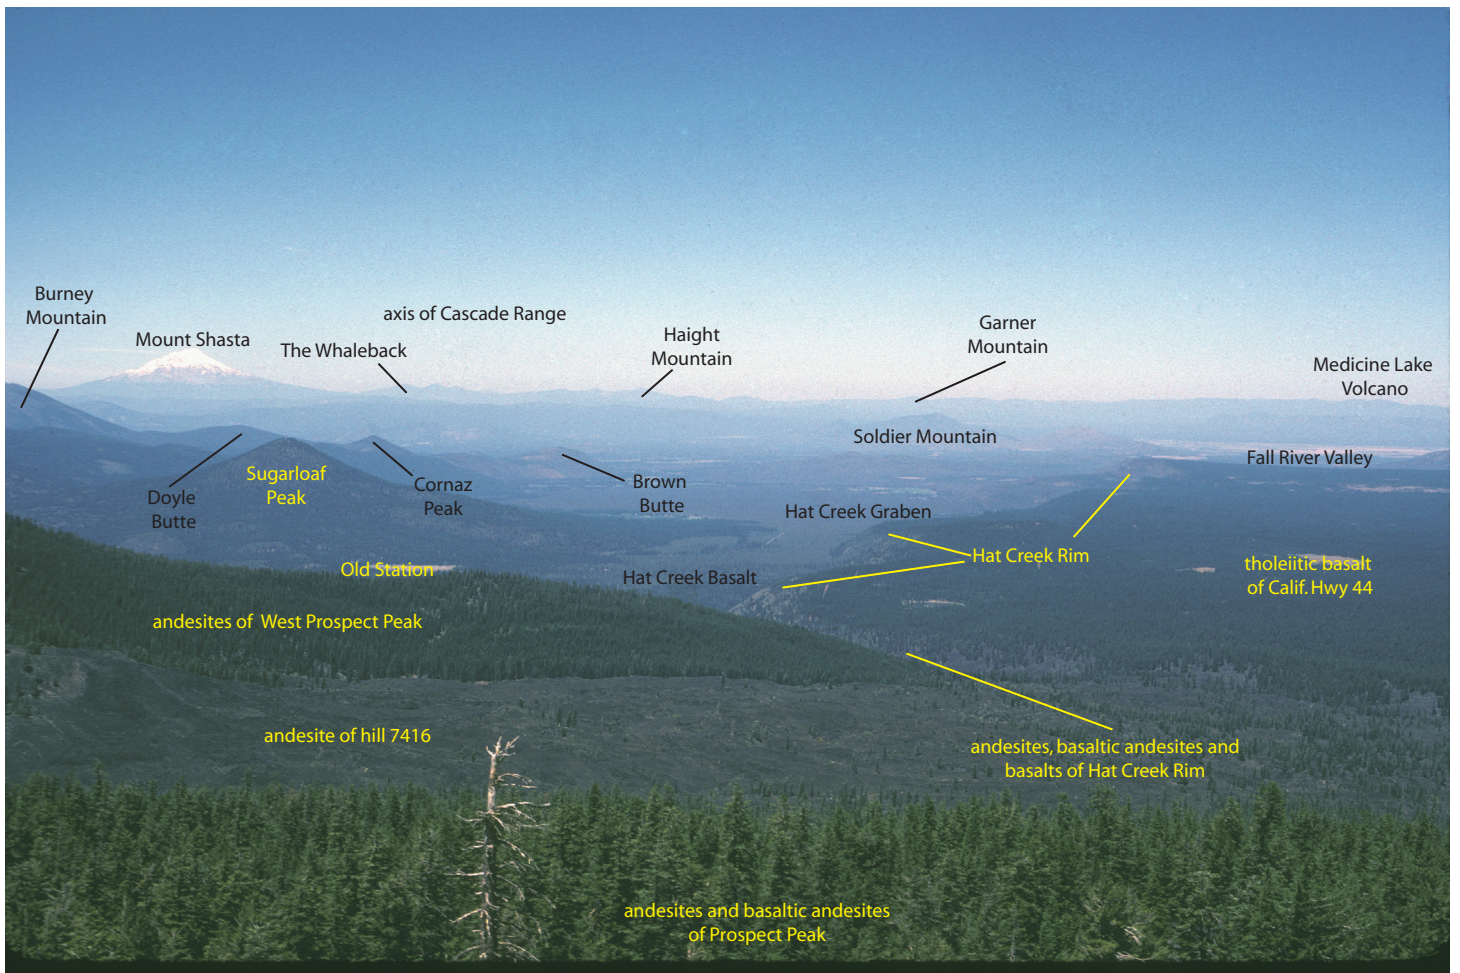 Burney
Mountain
Mount Shasta
The Whaleback
axis of Cascade Range
Haight
Mountain
Garner
Mountain
Medicine Lake
Volcano
Soldier Mountain
Fall River Valley
Doyle
Butte
Sugarloaf
Peak
Cornaz
Peak
Brown
Butte
Hat Creek Graben
Hat Creek Rim
Old Station
Hat Creek Basalt
tholeiitic basalt
of Calif. Hwy 44
andesites of West Prospect Peak
andesite of hill 7416
andesites, basaltic andesites and
basalts of Hat Creek Rim
andesites and basaltic andesites
of Prospect Peak